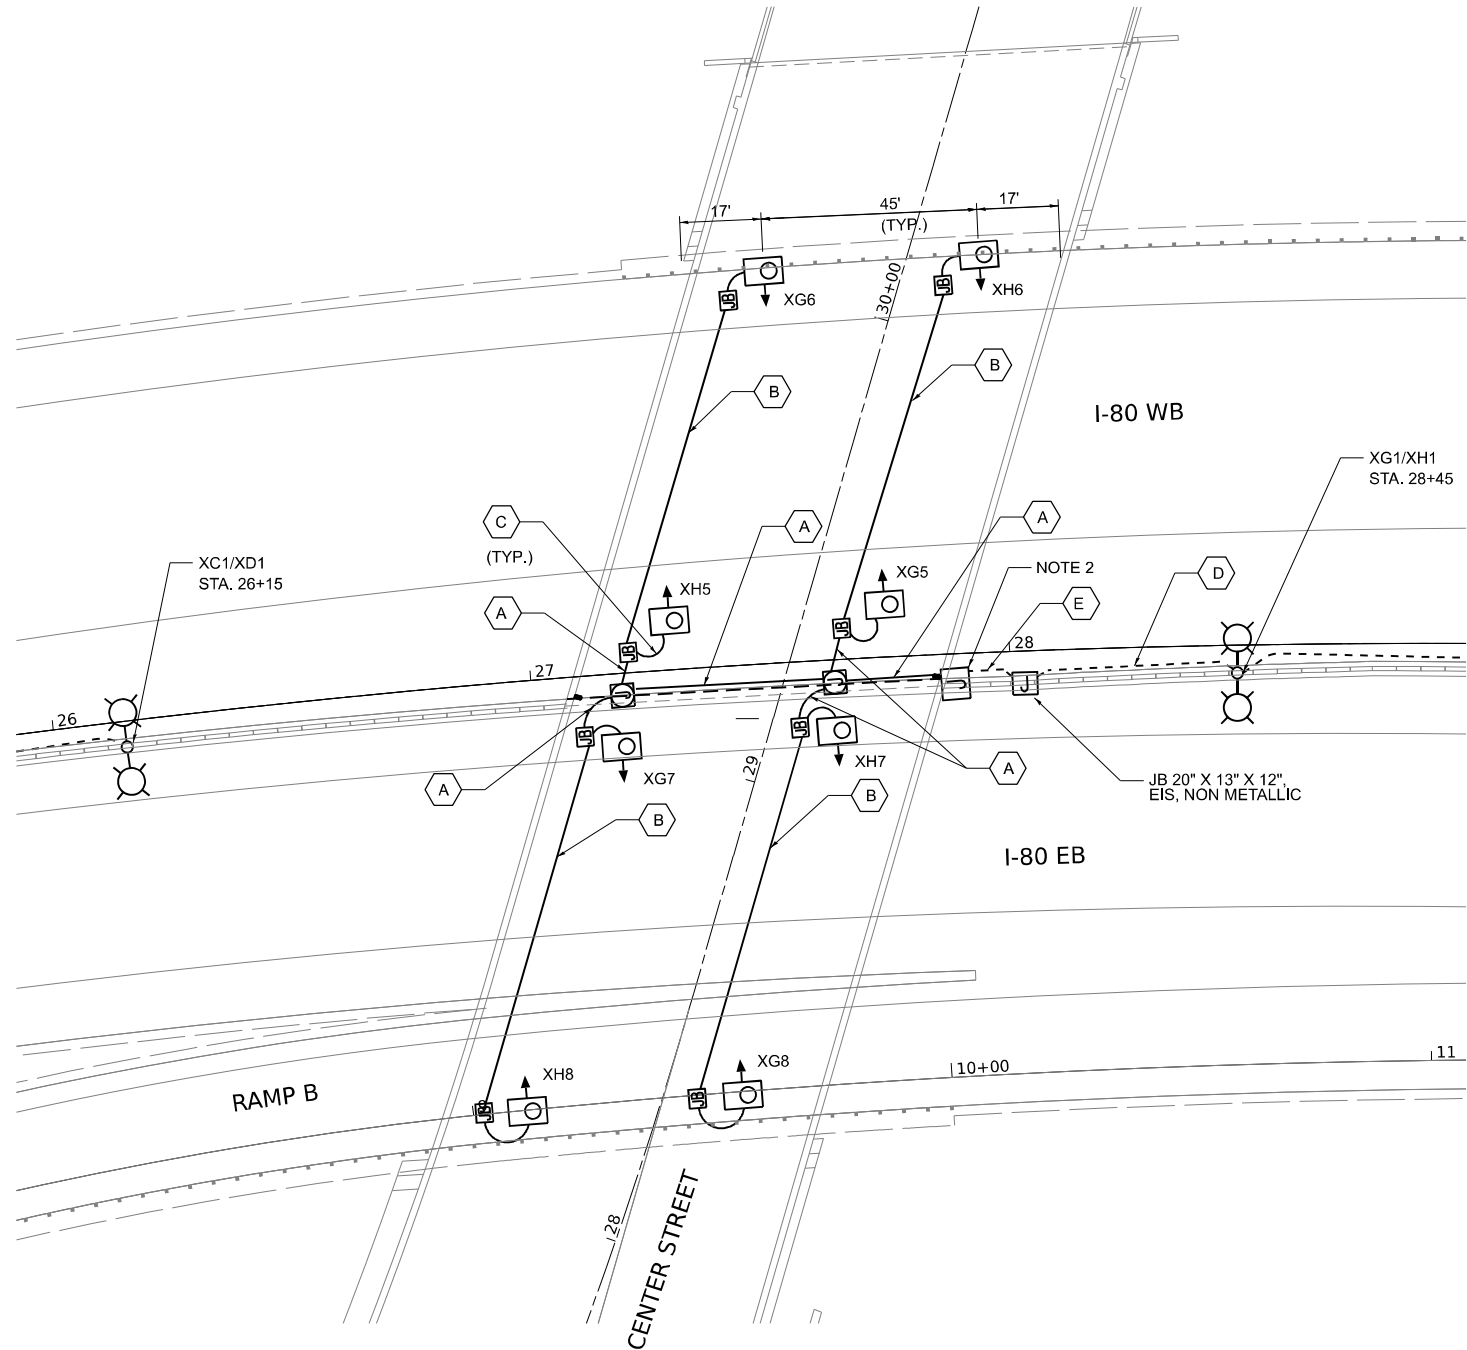 17'
45'
(TYP.)
17'
JB
XG6
30+00
JB
XH6
B
B
I-80 WB
XG1/XH1
STA. 28+45
C
(TYP.)
A
A
XC1/XD1
STA. 26+15
XH5
XG5
NOTE 2
D
A
E
JB
JB
27
A
28
J
J
J
J
26
JB
JB
XG7
XH7
29
A
A
JB 20" X 13" X 12",
EIS, NON METALLIC
B
B
I-80 EB
RAMP B
JB
XH8
JB
XG8
10+00
11
28
CENTER STREET